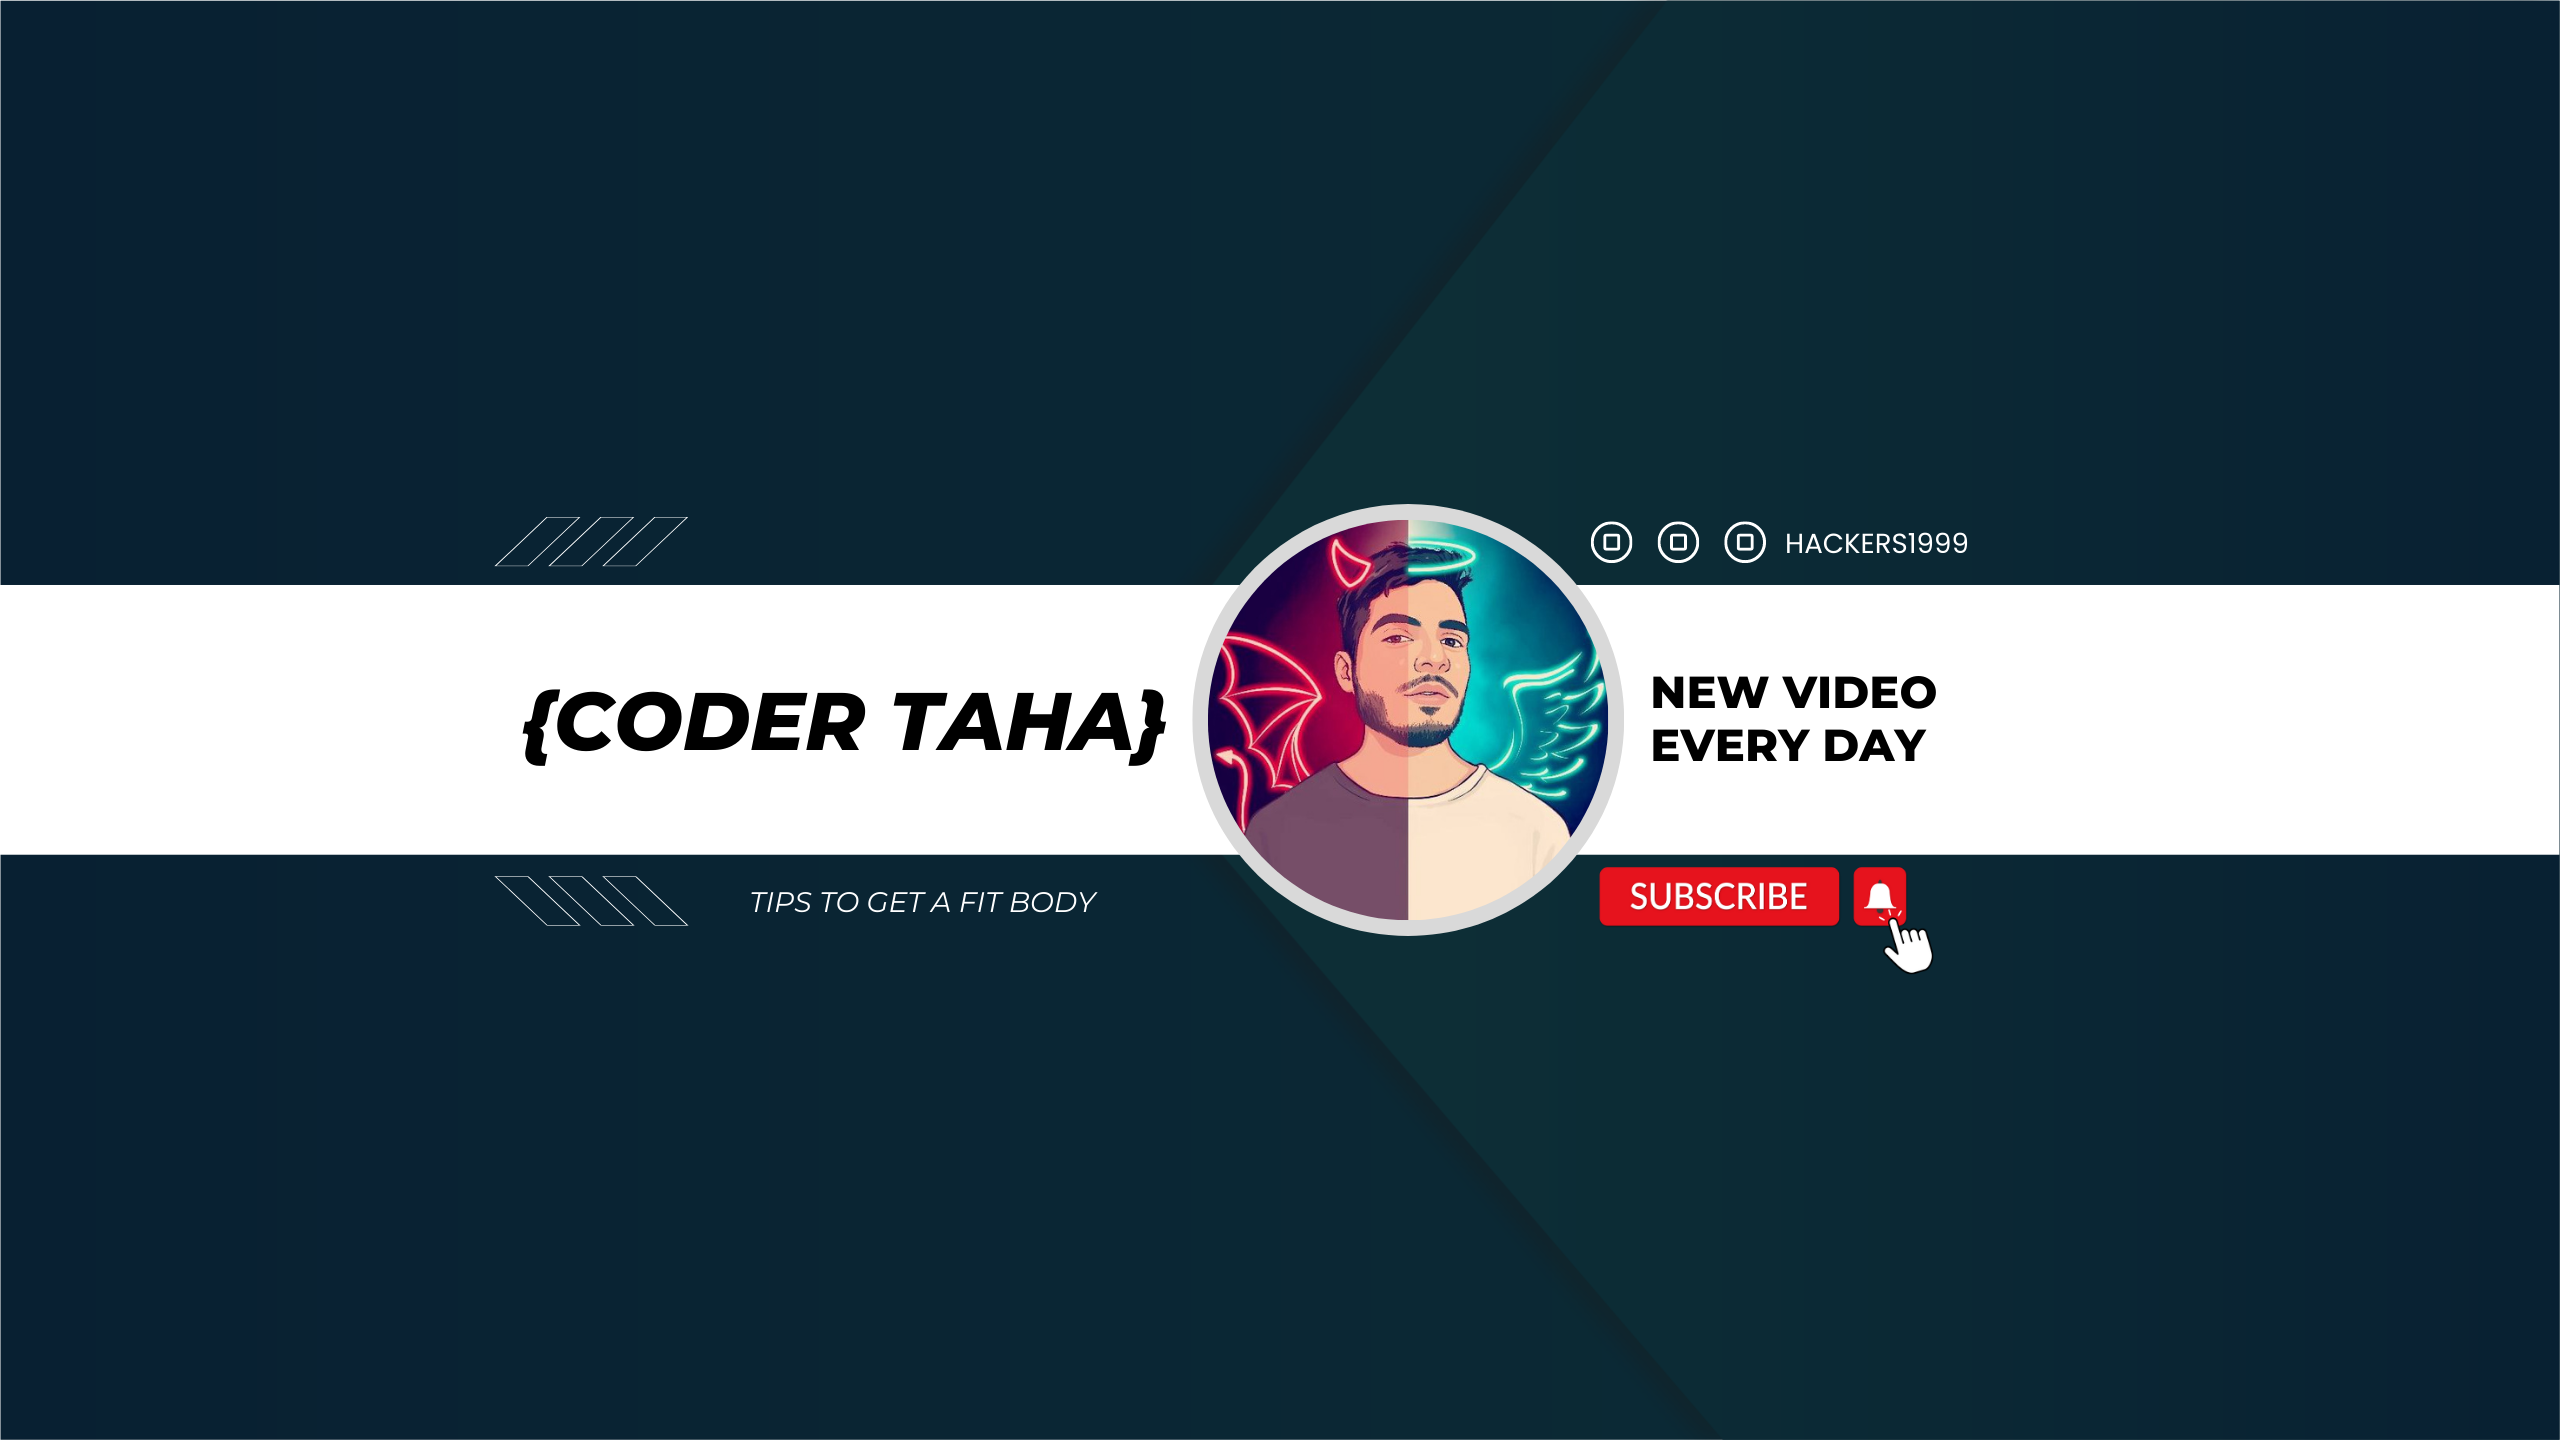 HACKERS1999
{CODER TAHA}
NEW VIDEO
EVERY DAY
TIPS TO GET A FIT BODY
SUBSCRIBE